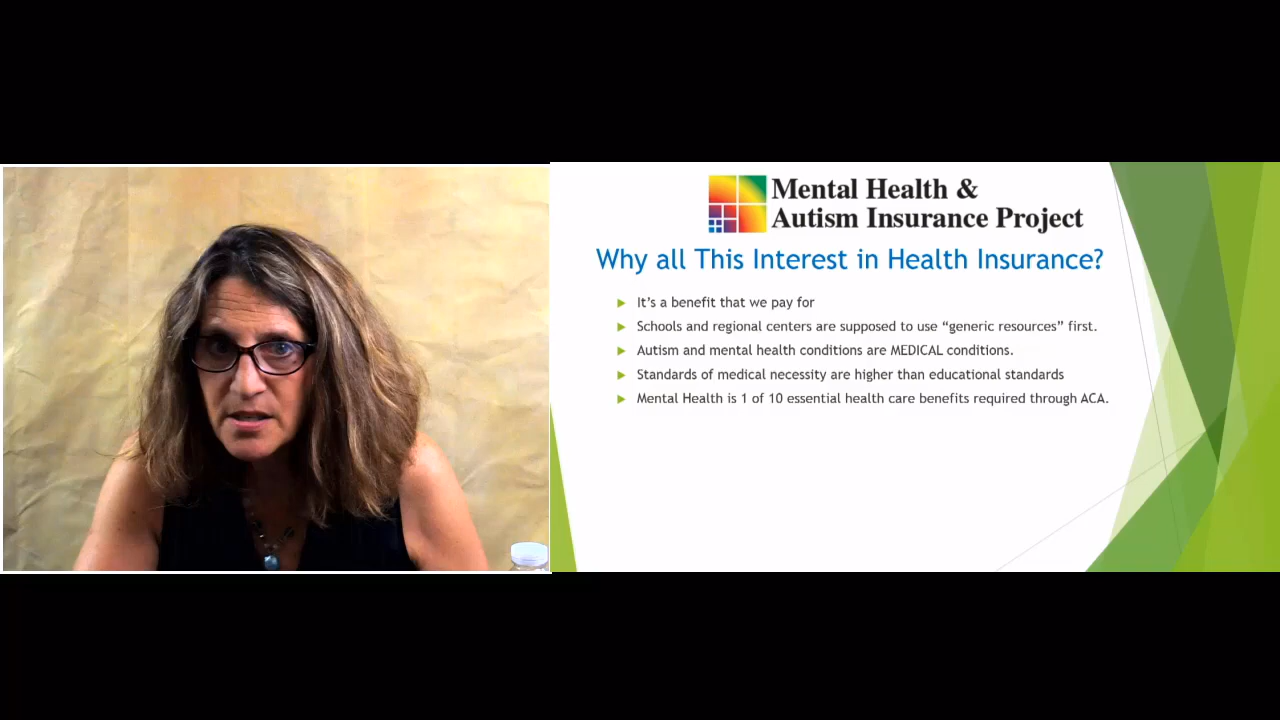 Mental Health &
Autism Insurance Project
Why all This Interest in Health Insurance?
It's a benefit that we pay for
Schools and regional centers are supposed to use “generic resources” first.
Autism and mental health conditions are MEDICAL conditions.
Standards of medical necessity are higher than educational standards
Mental Health is 1 of 10 essential health care benefits required through ACA.